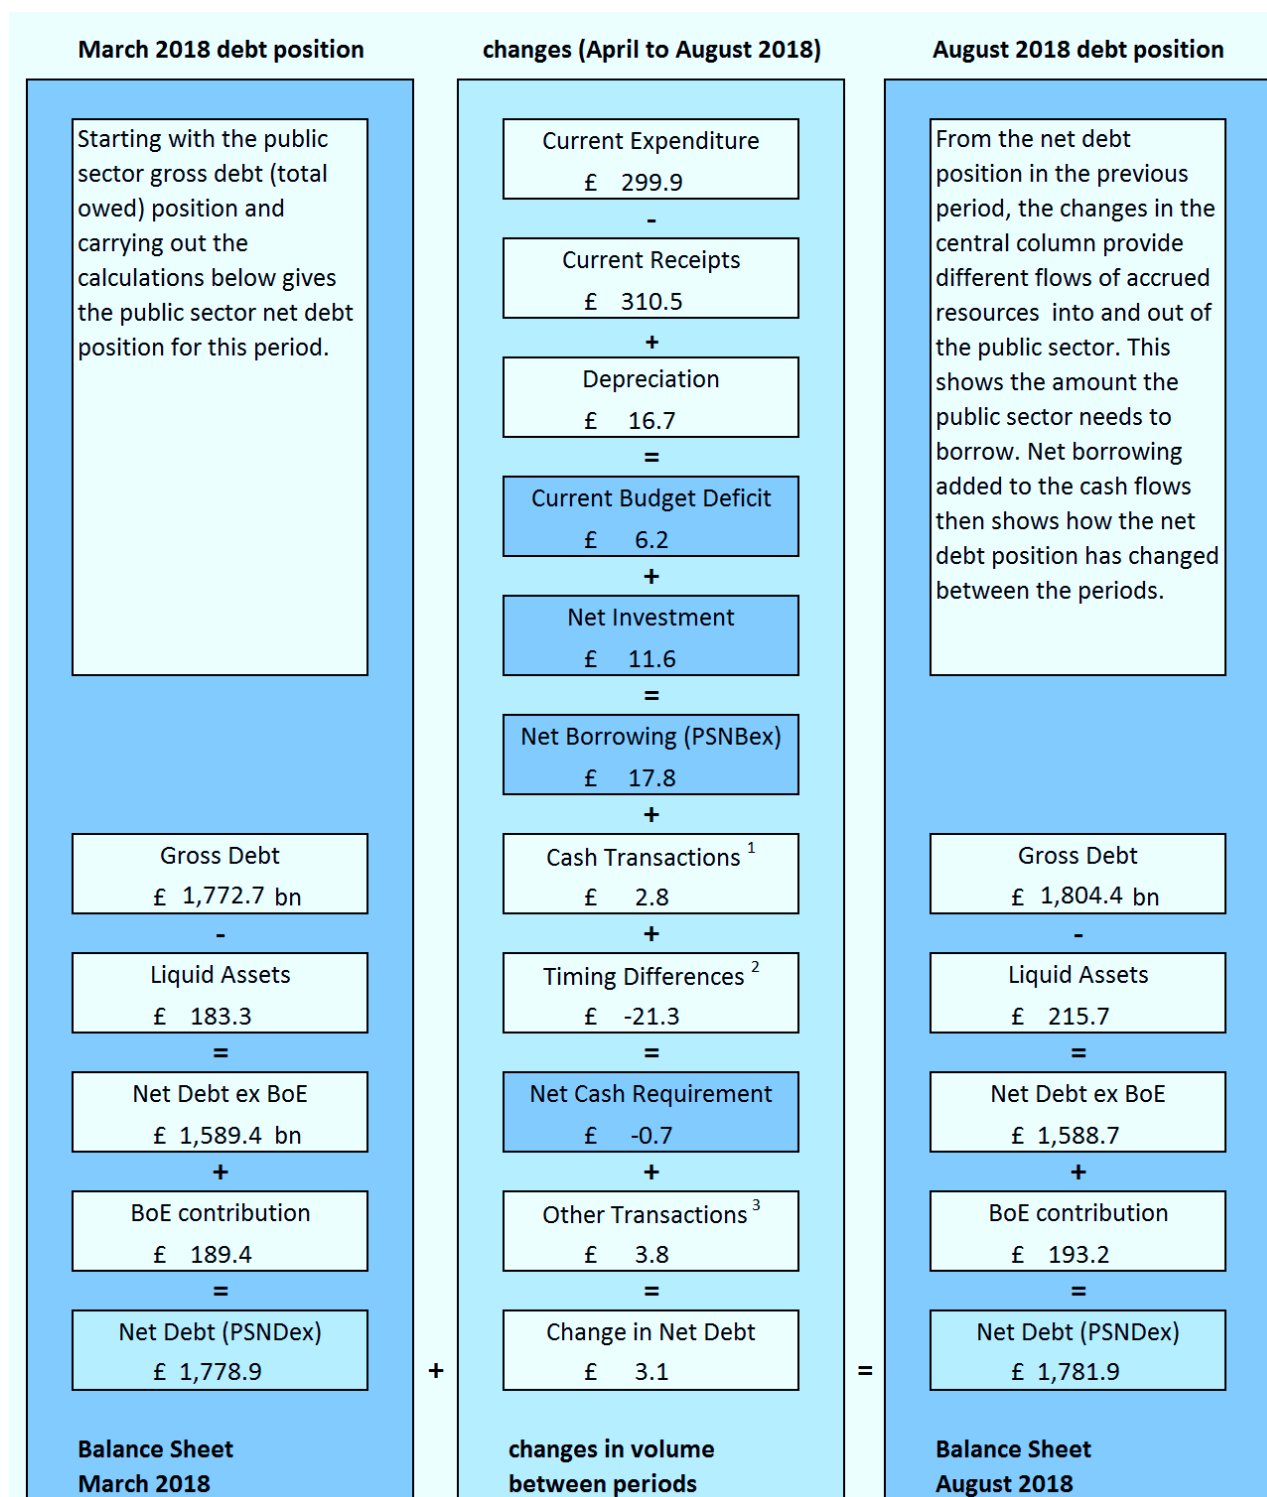 March 2018 debt position
Starting with the public
sector gross debt (total
owed) position and
carrying out the
calculations below gives
the public sector net debt
position for this period.
Gross Debt
£ 1,772.7 bn
-
Liquid Assets
£ 183.3
=
Net Debt ex BoE
£ 1,589.4 bn
+
BoE contribution
£ 189.4
=
Net Debt (PSNDex)
£ 1,778.9
Balance Sheet
March 2018
+
changes (April to August 2018)
Current Expenditure
£ 299.9
-
Current Receipts
£ 310.5
+
Depreciation
£ 16.7
=
Current Budget Deficit
£ 6.2
+
Net Investment
£ 11.6
=
Net Borrowing (PSNBex)
£ 17.8
+
Cash Transactions 1
£ 2.8
+
Timing Differences 2
£ -21.3
=
Net Cash Requirement
£ -0.7
+
Other Transactions 3
£ 3.8
=
Change in Net Debt
£ 3.1
changes in volume
between periods
=
August 2018 debt position
From the net debt
position in the previous
period, the changes in the
central column provide
different flows of accrued
resources into and out of
the public sector. This
shows the amount the
public sector needs to
borrow. Net borrowing
added to the cash flows
then shows how the net
debt position has changed
between the periods.
Gross Debt
£ 1,804.4 bn
-
Liquid Assets
£ 215.7
=
Net Debt ex BoE
£ 1,588.7
+
BoE contribution
£ 193.2
=
Net Debt (PSNDex)
£ 1,781.9
Balance Sheet
August 2018